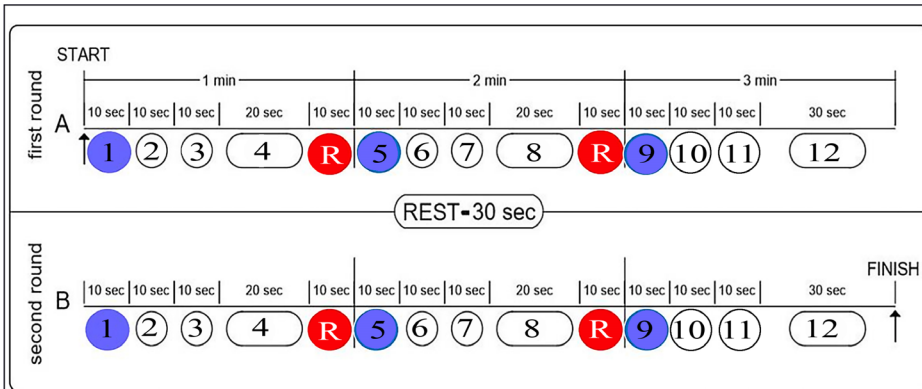 START
1 min 2 min 3 min
10 sec 10 sec 10 sec 20 sec 10 sec 10 sec 10 sec 10 sec 20 sec 10 sec 10 sec 10 sec 10 sec 30 sec
first round A
1 2 3 4 R 5 6 7 8 R 9 10 11 12
REST-30 sec
FINISH
10 sec 10 sec 10 sec 20 sec 10 sec 10 sec 10 sec 10 sec 20 sec 10 sec 10 sec 10 sec 10 sec 30 sec
second round B
1 2 3 4 R 5 6 7 8 R 9 10 11 12